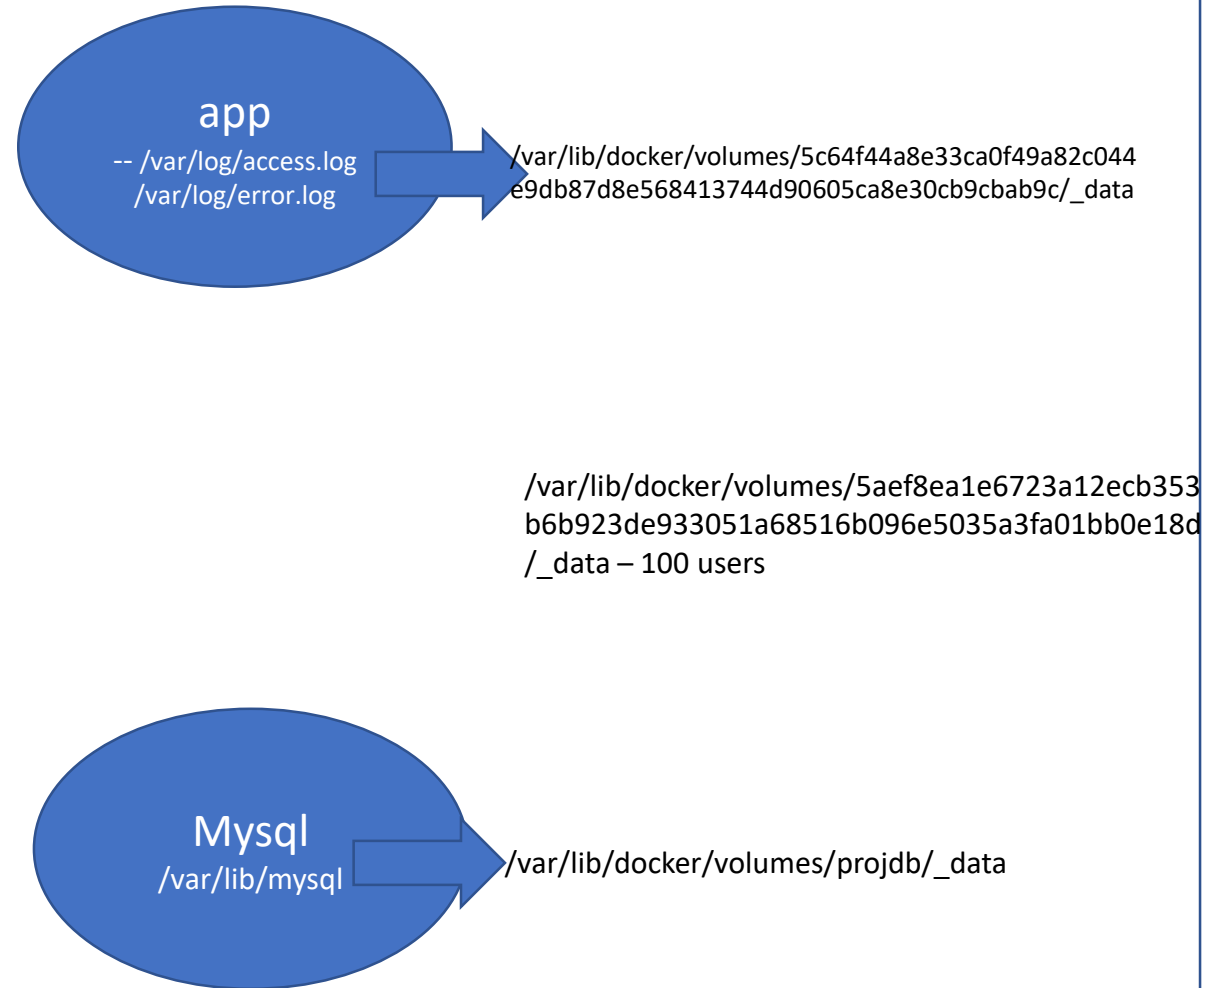 app
-- /var/log/access.log
/var/log/error.log
/var/lib/docker/volumes/5c64f44a8e33ca0f49a82c044
e9db87d8e568413744d90605ca8e30cb9cbab9c/_data
/var/lib/docker/volumes/5aef8ea1e6723a12ecb353
b6b923de933051a68516b096e5035a3fa01bb0e18d
/_data – 100 users
Mysql
/var/lib/mysql
/var/lib/docker/volumes/projdb/_data